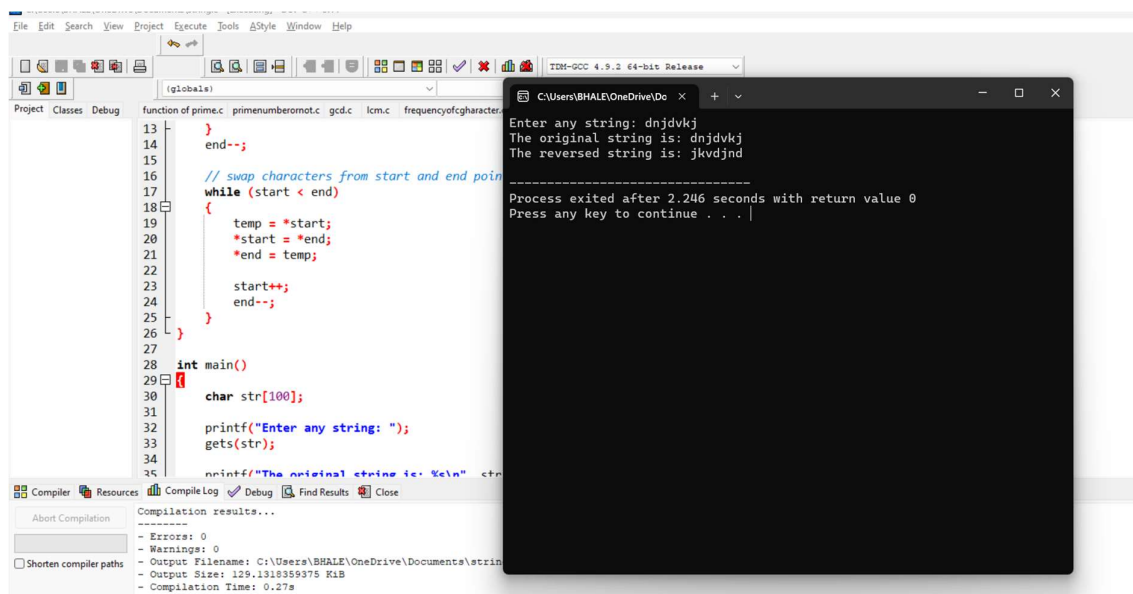 File Edit Search View Project Execute Tools AStyle Window Help
TDM-GCC 4.9.2 64-bit Release
(globals)
Project Classes Debug
function of prime.c primenumberornot.c gcd.c lcm.c frequencyofcgharacter.
13 }
14 end--;
15
16 // swap characters from start and end poin
17 while (start < end)
18 {
19 temp = *start;
20 *start = *end;
21 *end = temp;
22
23 start++;
24 end--;
25 }
26 }
27
28 int main()
29 {
30 char str[100];
31
32 printf("Enter any string: ");
33 gets(str);
34
35 printf("The original string is: %s\n" str
C:\Users\BHALE\OneDrive\Do
Enter any string: dnjdvkj
The original string is: dnjdvkj
The reversed string is: jkvdjnd
--------------------------------
Process exited after 2.246 seconds with return value 0
Press any key to continue . . .
Compiler Resources Compile Log Debug Find Results Close
Abort Compilation
Shorten compiler paths
Compilation results...
--------
- Errors: 0
- Warnings: 0
- Output Filename: C:\Users\BHALE\OneDrive\Documents\strin
- Output Size: 129.1318359375 KiB
- Compilation Time: 0.27s